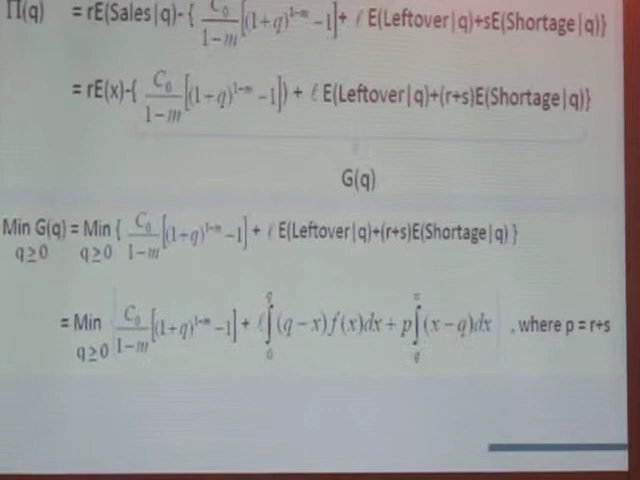 Π(q) = rE(Sales|q)-{ C₀/1−m [(1+q)^{1−m} −1]+ ℓ E(Leftover|q)+sE(Shortage|q)}
= rE(x)-{ C₀/1−m [(1+q)^{1−m} −1]) + ℓ E(Leftover|q)+(r+s)E(Shortage|q)}
G(q)
Min G(q) = Min { C₀/1−m [(1+q)^{1−m} −1] + ℓ E(Leftover|q)+(r+s)E(Shortage|q) }
q≥0 q≥0
= Min C₀/1−m [(1+q)^{1−m} −1] + ℓ∫₀^q (q−x)f(x)dx + p∫_q^∞ (x−q)dx , where p = r+s
q≥0